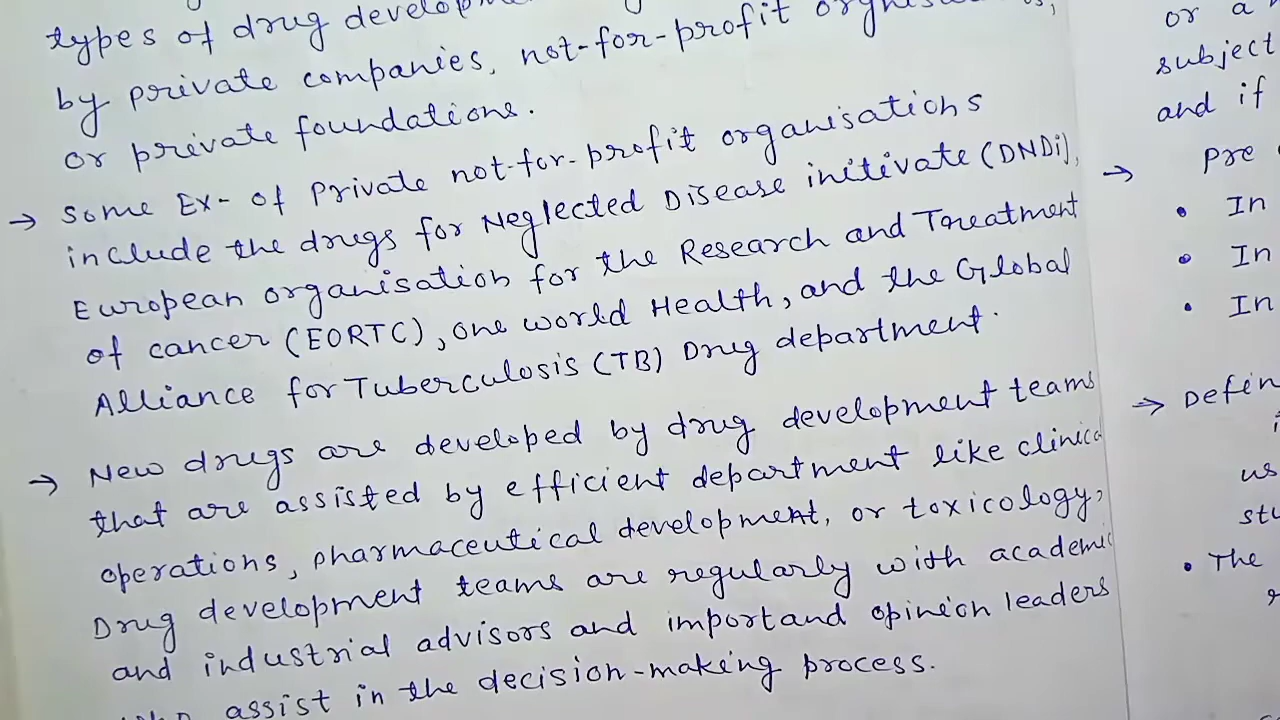 types of drug
by private companies, not-for-profit
or private foundations.
→ Some Ex- of Private not-for-profit organisations
include the drugs for Neglected Disease initivate (DNDi),
European organisation for the Research and Treatment
of cancer (EORTC), one world Health, and the Global
Alliance for Tuberculosis (TB) Drug department.
→ New drugs are developed by drug development teams
that are assisted by efficient department like clinical
operations, pharmaceutical development, or toxicology,
Drug development teams are regularly with academic
and industrial advisors and importand opinion leaders
assist in the decision-making process.
or a
subject
and if
→ Pre
• In
• In
• In
→ Defin
us
stu
• The